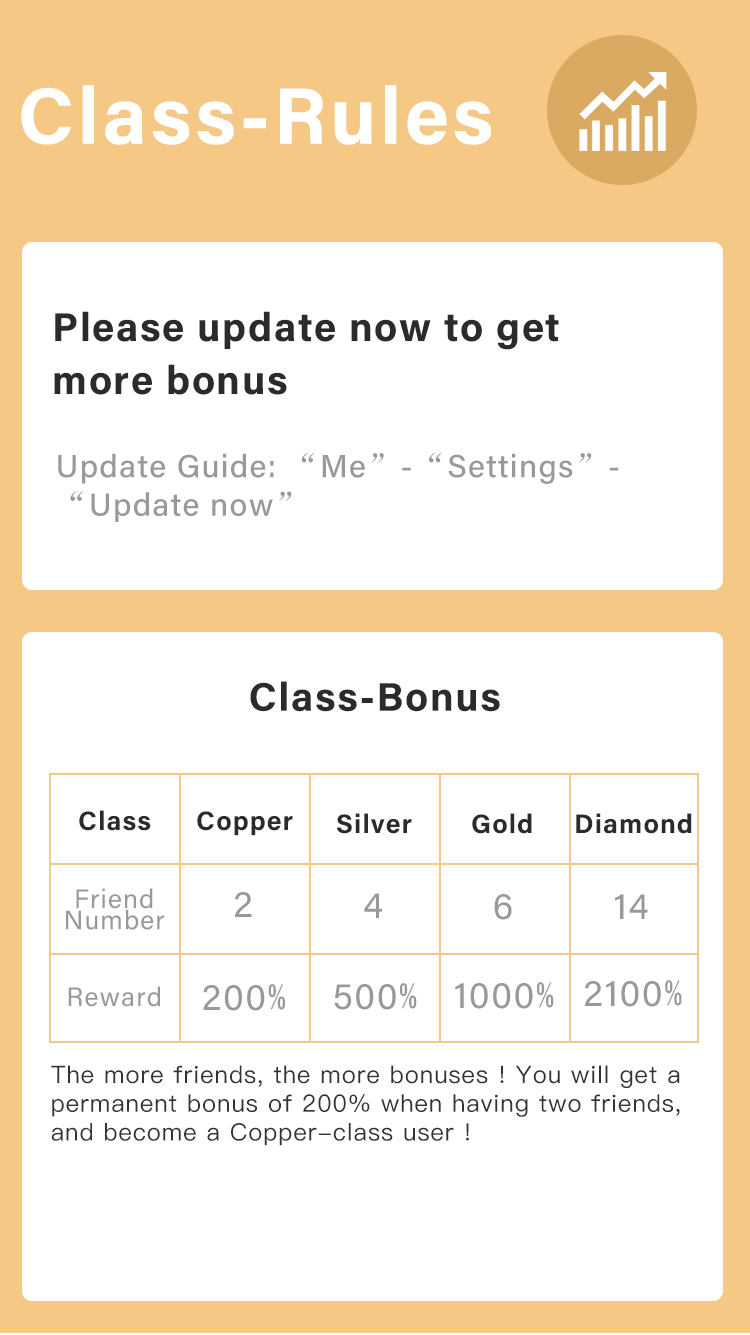 Class-Rules
Please update now to get
more bonus
Update Guide: “Me” - “Settings” -
“Update now”
Class-Bonus
Class Copper Silver Gold Diamond
Friend
Number
2 4 6 14
Reward 200% 500% 1000% 2100%
The more friends, the more bonuses ! You will get a
permanent bonus of 200% when having two friends,
and become a Copper–class user !